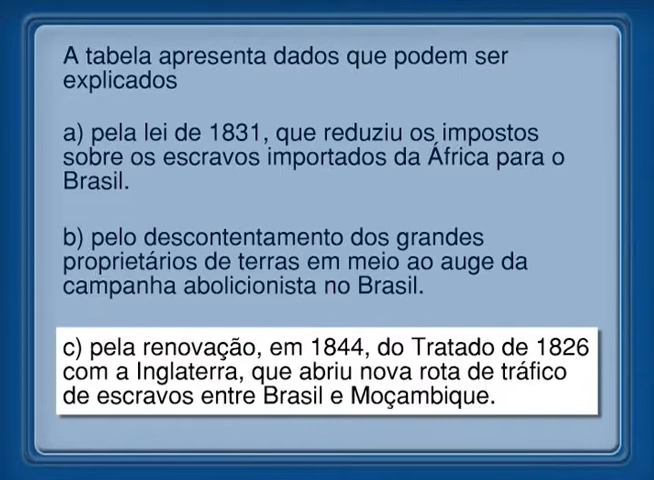 A tabela apresenta dados que podem ser
explicados
a) pela lei de 1831, que reduziu os impostos
sobre os escravos importados da África para o
Brasil.
b) pelo descontentamento dos grandes
proprietários de terras em meio ao auge da
campanha abolicionista no Brasil.
c) pela renovação, em 1844, do Tratado de 1826
com a Inglaterra, que abriu nova rota de tráfico
de escravos entre Brasil e Moçambique.